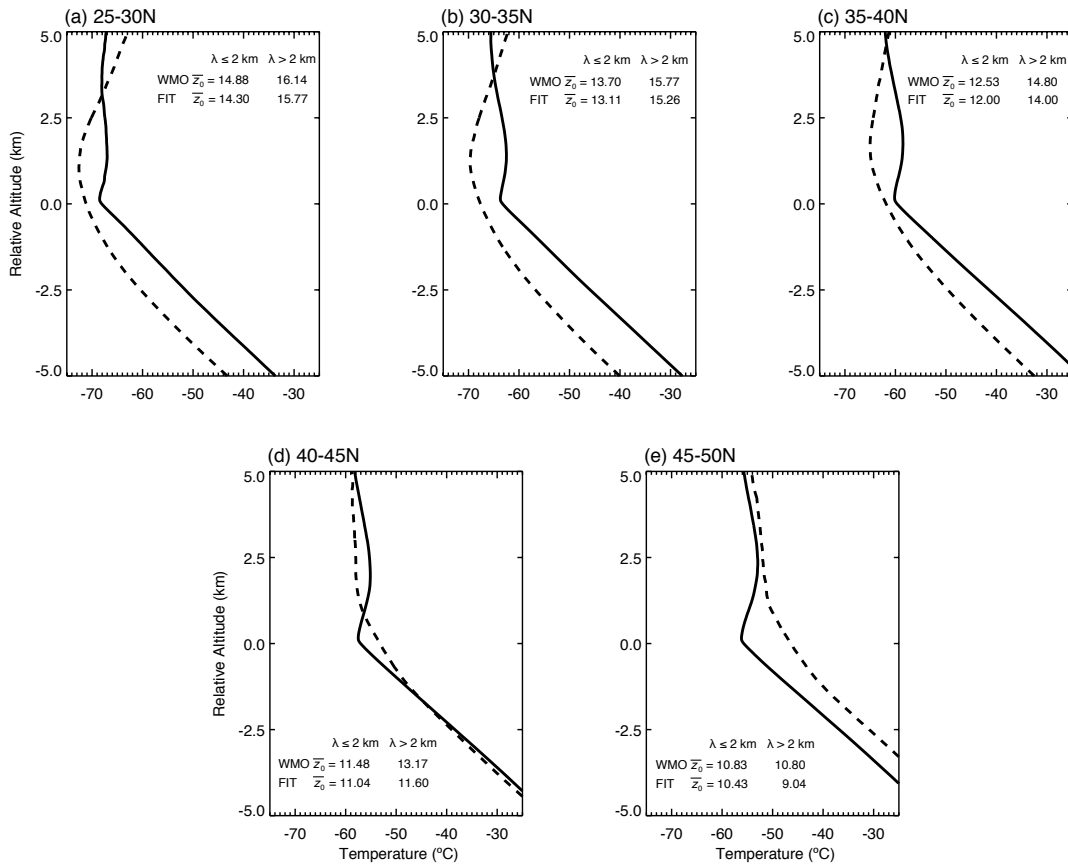 (a) 25-30N
5.0
2.5
0.0
-2.5
-5.0
Relative Altitude (km)
λ ≤ 2 km λ > 2 km
WMO z̅₀ = 14.88 16.14
FIT z̅₀ = 14.30 15.77
-70 -60 -50 -40 -30
(b) 30-35N
5.0
2.5
0.0
-2.5
-5.0
λ ≤ 2 km λ > 2 km
WMO z̅₀ = 13.70 15.77
FIT z̅₀ = 13.11 15.26
-70 -60 -50 -40 -30
(c) 35-40N
5.0
2.5
0.0
-2.5
-5.0
λ ≤ 2 km λ > 2 km
WMO z̅₀ = 12.53 14.80
FIT z̅₀ = 12.00 14.00
-70 -60 -50 -40 -30
(d) 40-45N
5.0
2.5
0.0
-2.5
-5.0
Relative Altitude (km)
λ ≤ 2 km λ > 2 km
WMO z̅₀ = 11.48 13.17
FIT z̅₀ = 11.04 11.60
-70 -60 -50 -40 -30
Temperature (ºC)
(e) 45-50N
5.0
2.5
0.0
-2.5
-5.0
λ ≤ 2 km λ > 2 km
WMO z̅₀ = 10.83 10.80
FIT z̅₀ = 10.43 9.04
-70 -60 -50 -40 -30
Temperature (ºC)